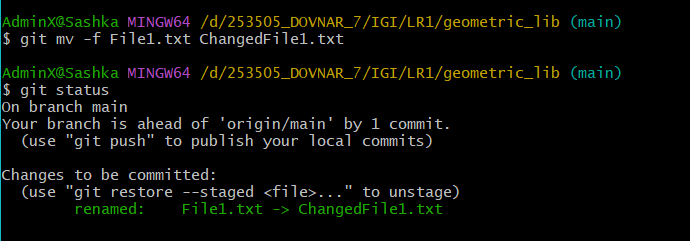 AdminX@Sashka MINGW64 /d/253505_DOVNAR_7/IGI/LR1/geometric_lib (main)
$ git mv -f File1.txt ChangedFile1.txt
AdminX@Sashka MINGW64 /d/253505_DOVNAR_7/IGI/LR1/geometric_lib (main)
$ git status
On branch main
Your branch is ahead of 'origin/main' by 1 commit.
  (use "git push" to publish your local commits)
Changes to be committed:
  (use "git restore --staged <file>..." to unstage)
        renamed:    File1.txt -> ChangedFile1.txt